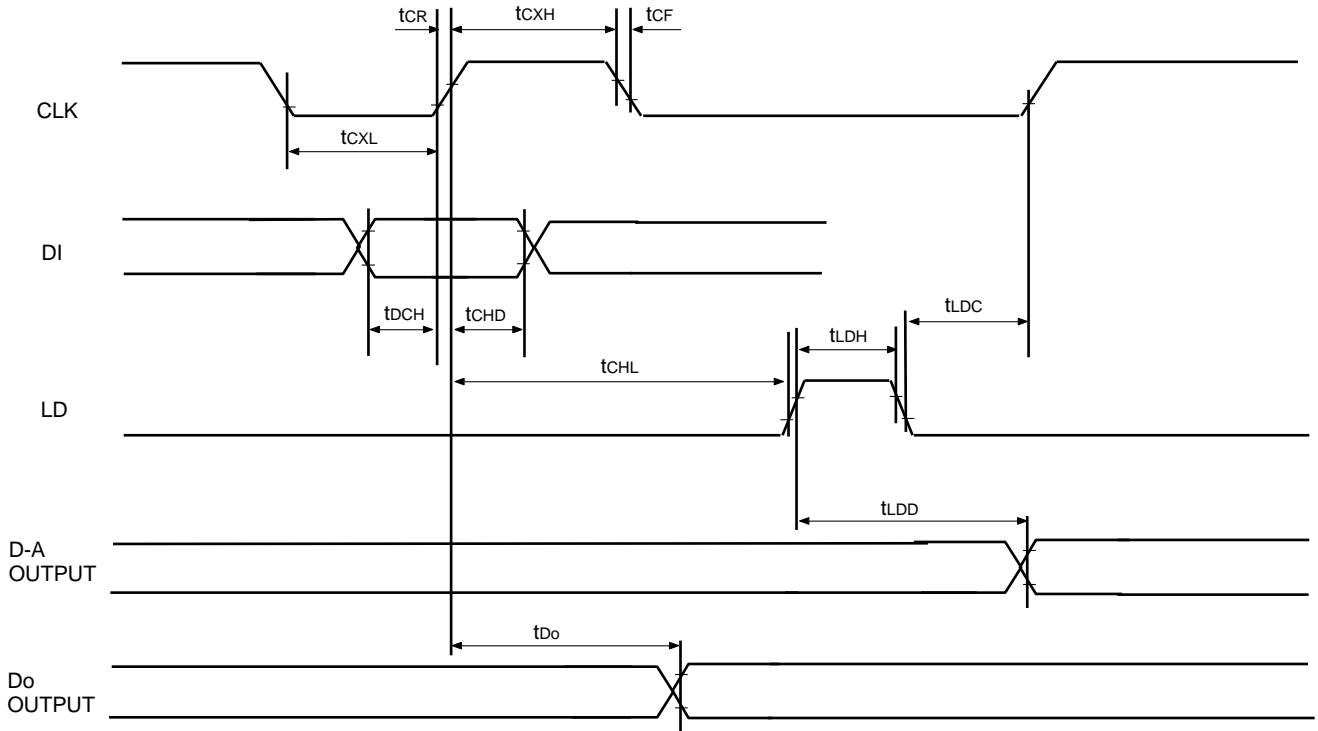 tCR
tCXH
tCF
CLK
tCXL
DI
tDCH
tCHD
tLDC
tLDH
tCHL
LD
tLDD
D-A
OUTPUT
tDo
Do
OUTPUT